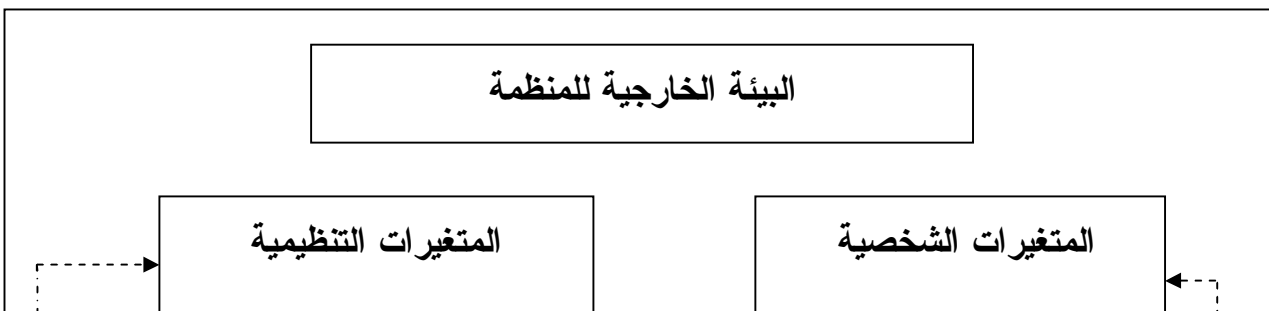 البيئة الخارجية للمنظمة
المتغيرات الشخصية
المتغيرات التنظيمية